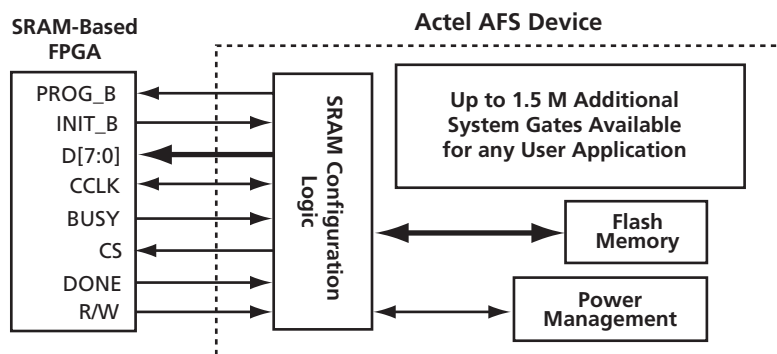 Actel AFS Device
SRAM-Based
FPGA
PROG_B
INIT_B
D[7:0]
CCLK
BUSY
CS
DONE
R/W
SRAM Configuration
Logic
Up to 1.5 M Additional
System Gates Available
for any User Application
Flash
Memory
Power
Management